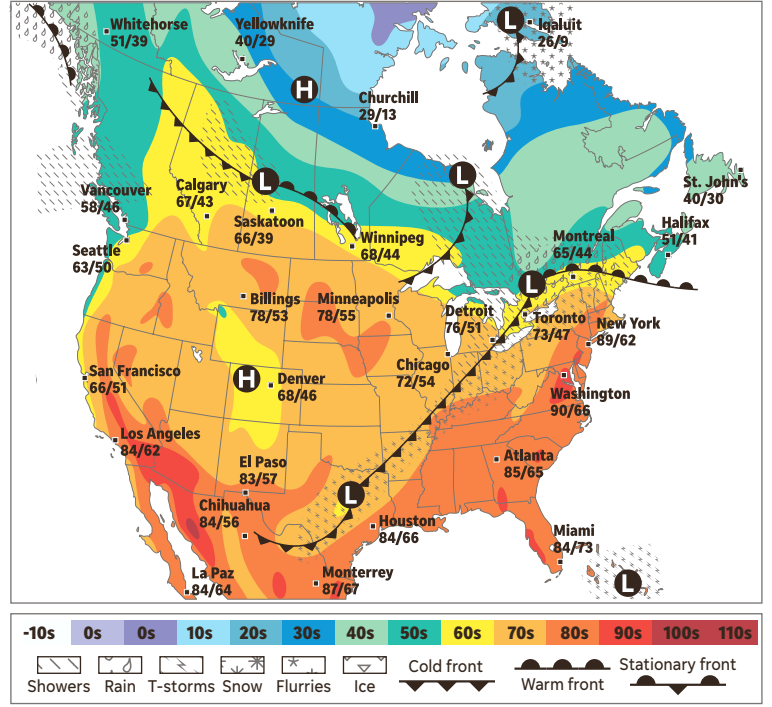 Whitehorse
51/39
Yellowknife
40/29
L
Iqaluit
26/9
H
Churchill
29/13
Vancouver
58/46
Calgary
67/43
L
L
Saskatoon
66/39
St. John's
40/30
Seattle
63/50
Winnipeg
68/44
Montreal
65/44
Halifax
51/41
L
Billings
78/53
Minneapolis
78/55
Detroit
76/51
Toronto
73/47
New York
89/62
San Francisco
66/51
H
Denver
68/46
Chicago
72/54
Washington
90/66
Los Angeles
84/62
El Paso
83/57
Atlanta
85/65
L
Chihuahua
84/56
Houston
84/66
Miami
84/73
La Paz
84/64
Monterrey
87/67
L
-10s 0s 0s 10s 20s 30s 40s 50s 60s 70s 80s 90s 100s 110s
Showers Rain T-storms Snow Flurries Ice
Cold front
Warm front
Stationary front